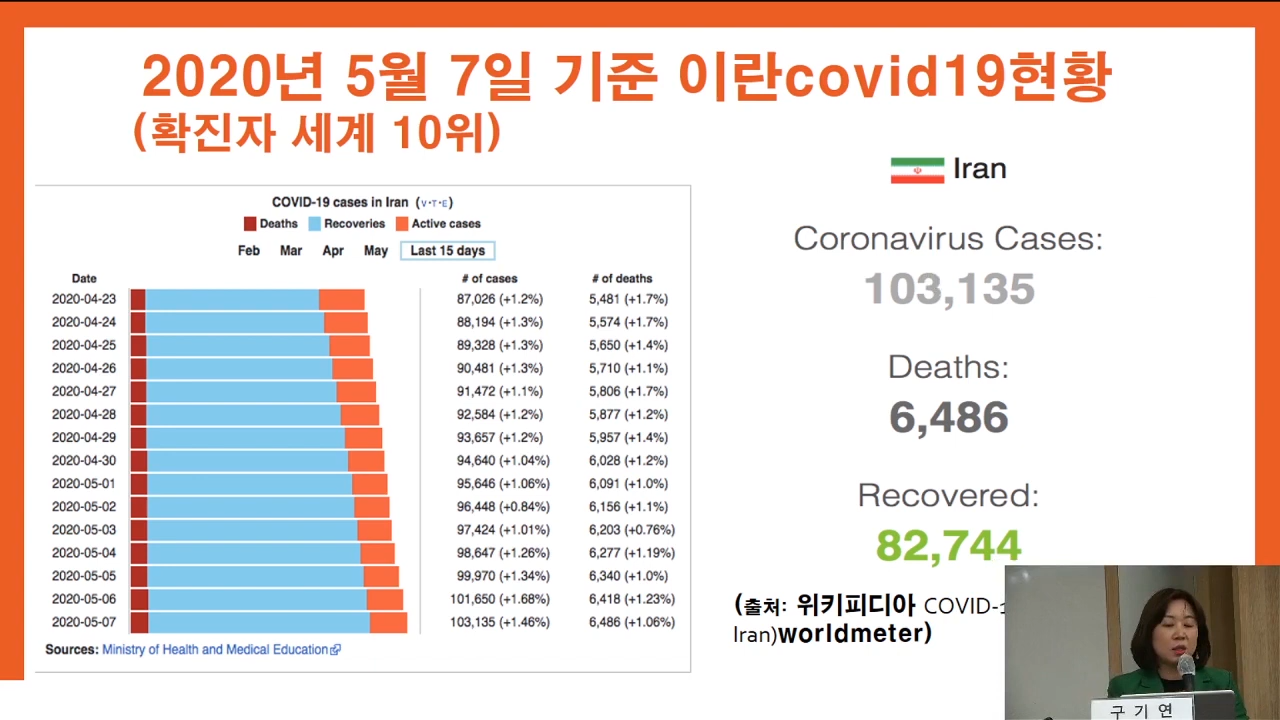 2020년 5월 7일 기준 이란covid19현황
(확진자 세계 10위)
COVID-19 cases in Iran (V·T·E)
Deaths Recoveries Active cases
Feb Mar Apr May Last 15 days
Date # of cases # of deaths
2020-04-23 87,026 (+1.2%) 5,481 (+1.7%)
2020-04-24 88,194 (+1.3%) 5,574 (+1.7%)
2020-04-25 89,328 (+1.3%) 5,650 (+1.4%)
2020-04-26 90,481 (+1.3%) 5,710 (+1.1%)
2020-04-27 91,472 (+1.1%) 5,806 (+1.7%)
2020-04-28 92,584 (+1.2%) 5,877 (+1.2%)
2020-04-29 93,657 (+1.2%) 5,957 (+1.4%)
2020-04-30 94,640 (+1.04%) 6,028 (+1.2%)
2020-05-01 95,646 (+1.06%) 6,091 (+1.0%)
2020-05-02 96,448 (+0.84%) 6,156 (+1.1%)
2020-05-03 97,424 (+1.01%) 6,203 (+0.76%)
2020-05-04 98,647 (+1.26%) 6,277 (+1.19%)
2020-05-05 99,970 (+1.34%) 6,340 (+1.0%)
2020-05-06 101,650 (+1.68%) 6,418 (+1.23%)
2020-05-07 103,135 (+1.46%) 6,486 (+1.06%)
Sources: Ministry of Health and Medical Education
Iran
Coronavirus Cases:
103,135
Deaths:
6,486
Recovered:
82,744
(출처: 위키피디아 COVID-
Iran)worldmeter)
구 기 연